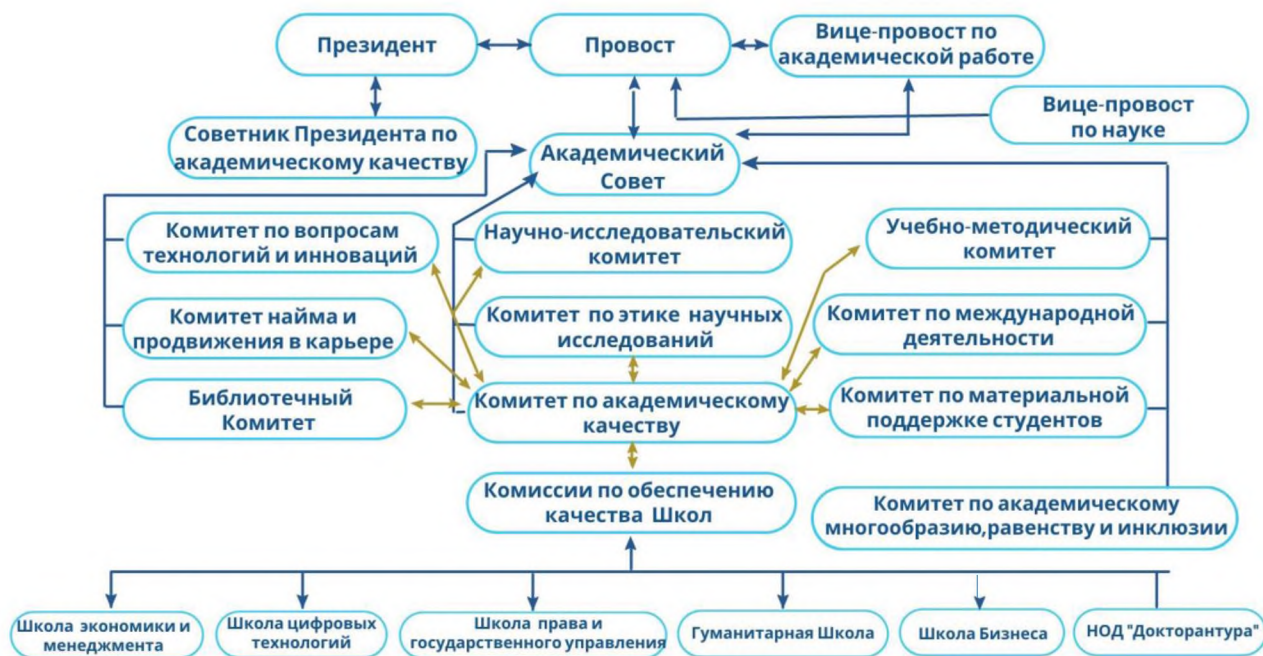 Президент
Провост
Вице-провост по
академической работе
Вице-провост
по науке
Советник Президента по
академическому качеству
Академический
Совет
Комитет по вопросам
технологий и инноваций
Научно-исследовательский
комитет
Учебно-методический
комитет
Комитет найма и
продвижения в карьере
Комитет по этике научных
исследований
Комитет по международной
деятельности
Библиотечный
Комитет
Комитет по академическому
качеству
Комитет по материальной
поддержке студентов
Комиссии по обеспечению
качества Школ
Комитет по академическому
многообразию,равенству и инклюзии
Школа экономики и
менеджмента
Школа цифровых
технологий
Школа права и
государственного управления
Гуманитарная Школа
Школа Бизнеса
НОД "Докторантура"